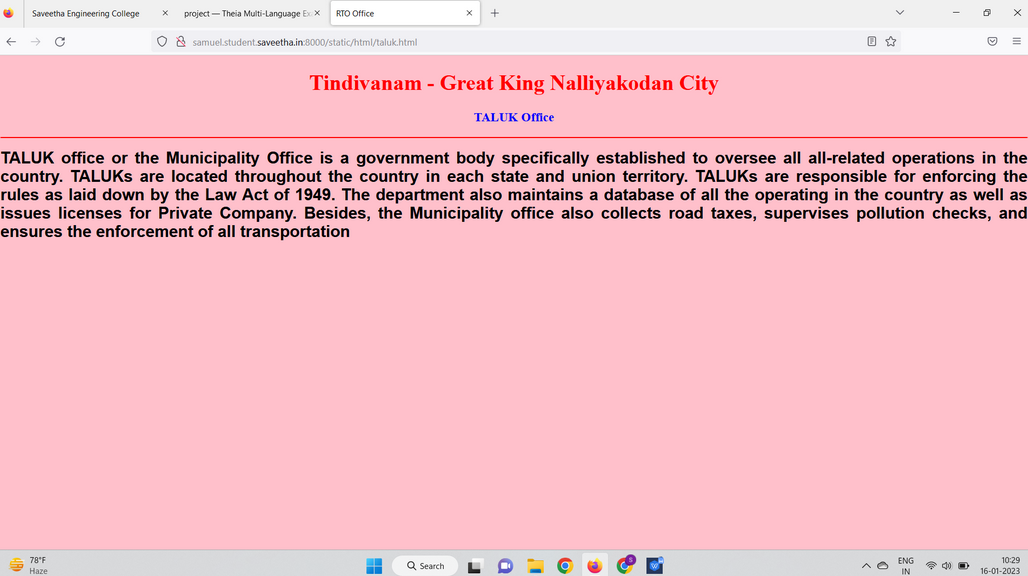 Saveetha Engineering College
project — Theia Multi-Language Ex
RTO Office
samuel.student.saveetha.in:8000/static/html/taluk.html
Tindivanam - Great King Nalliyakodan City
TALUK Office
TALUK office or the Municipality Office is a government body specifically established to oversee all all-related operations in the
country. TALUKs are located throughout the country in each state and union territory. TALUKs are responsible for enforcing the
rules as laid down by the Law Act of 1949. The department also maintains a database of all the operating in the country as well as
issues licenses for Private Company. Besides, the Municipality office also collects road taxes, supervises pollution checks, and
ensures the enforcement of all transportation
78°F
Haze
Search
ENG
IN
10:29
16-01-2023